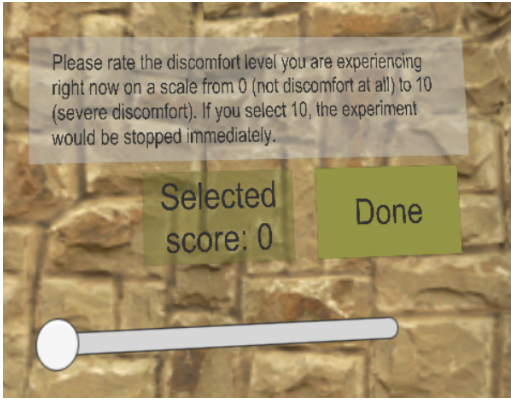 Please rate the discomfort level you are experiencing
right now on a scale from 0 (not discomfort at all) to 10
(severe discomfort). If you select 10, the experiment
would be stopped immediately.
Selected
score: 0
Done